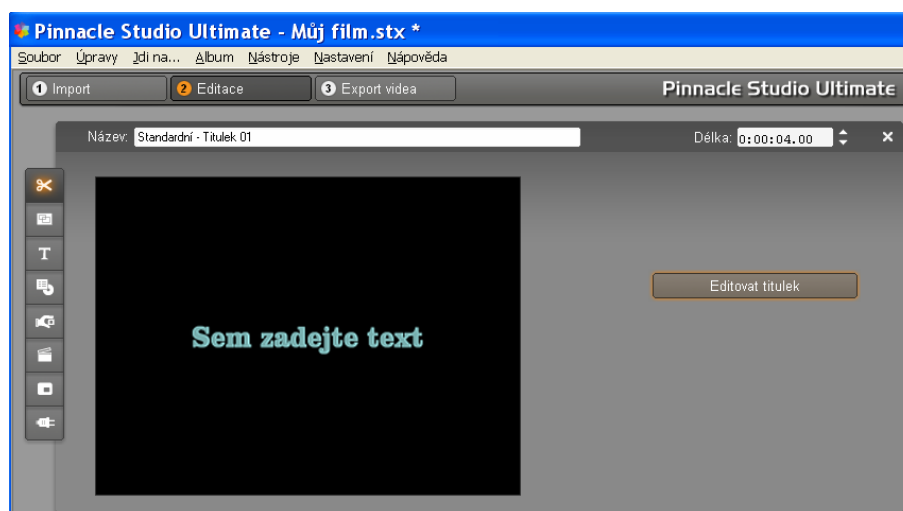 Pinnacle Studio Ultimate - Můj film.stx *
Soubor Úpravy Jdi na... Album Nástroje Nastavení Nápověda
1 Import 2 Editace 3 Export videa Pinnacle Studio Ultimate
Název: Standardní - Titulek 01 Délka: 0:00:04.00
T
Editovat titulek
Sem zadejte text